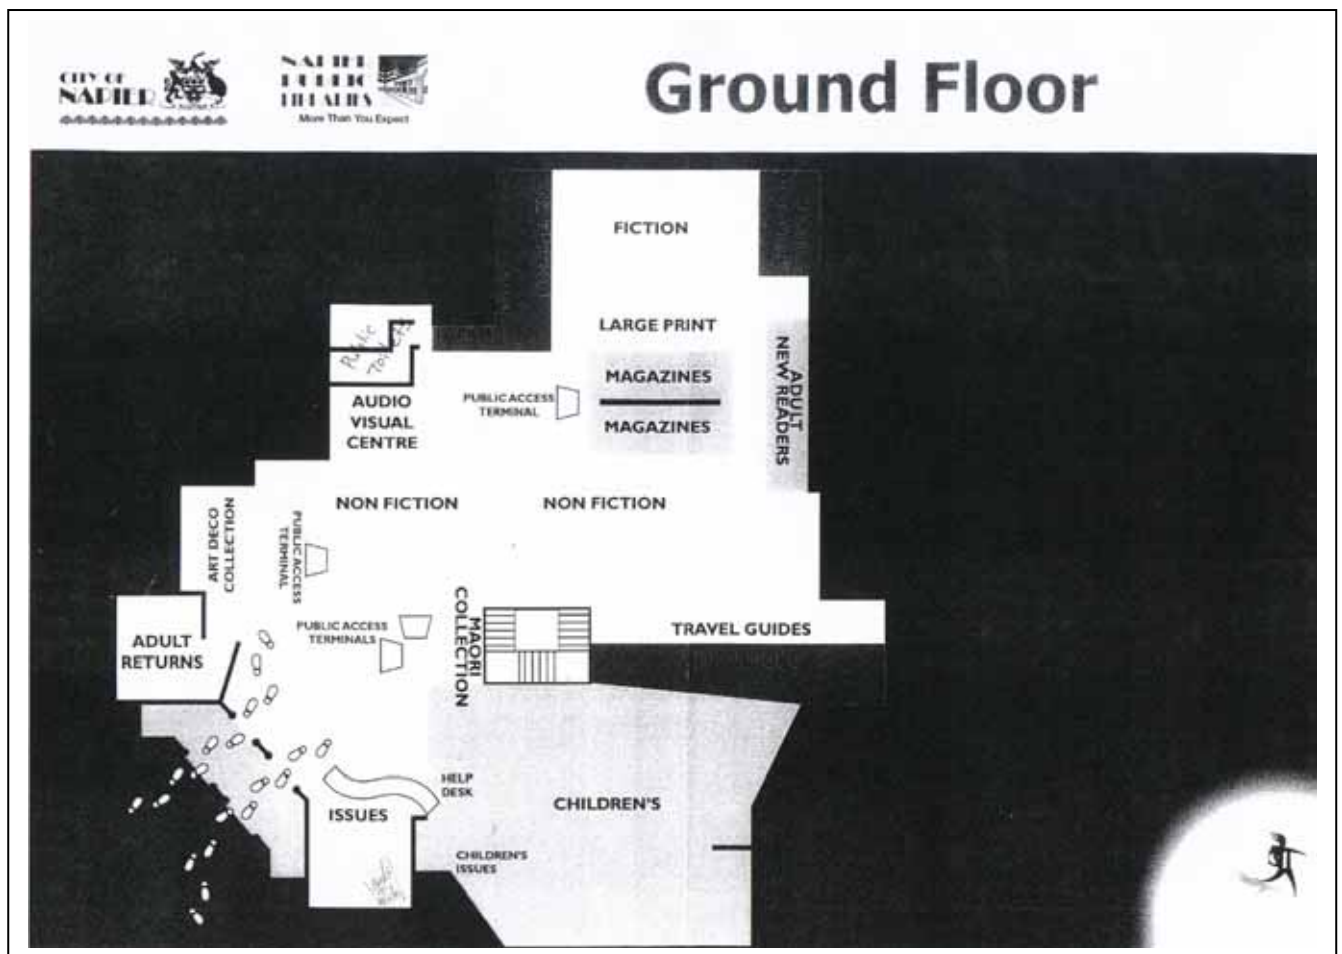 CITY OF
NAPIER
NAPIER
PUBLIC
LIBRARIES
More Than You Expect
Ground Floor
FICTION
LARGE PRINT
MAGAZINES
MAGAZINES
ADULT
NEW READERS
Public
Toilets
PUBLIC ACCESS
TERMINAL
AUDIO
VISUAL
CENTRE
NON FICTION
NON FICTION
ART DECO
COLLECTION
PUBLIC ACCESS
TERMINAL
PUBLIC ACCESS
TERMINALS
MAORI
COLLECTION
TRAVEL GUIDES
ADULT
RETURNS
HELP
DESK
ISSUES
CHILDREN'S
CHILDREN'S
ISSUES